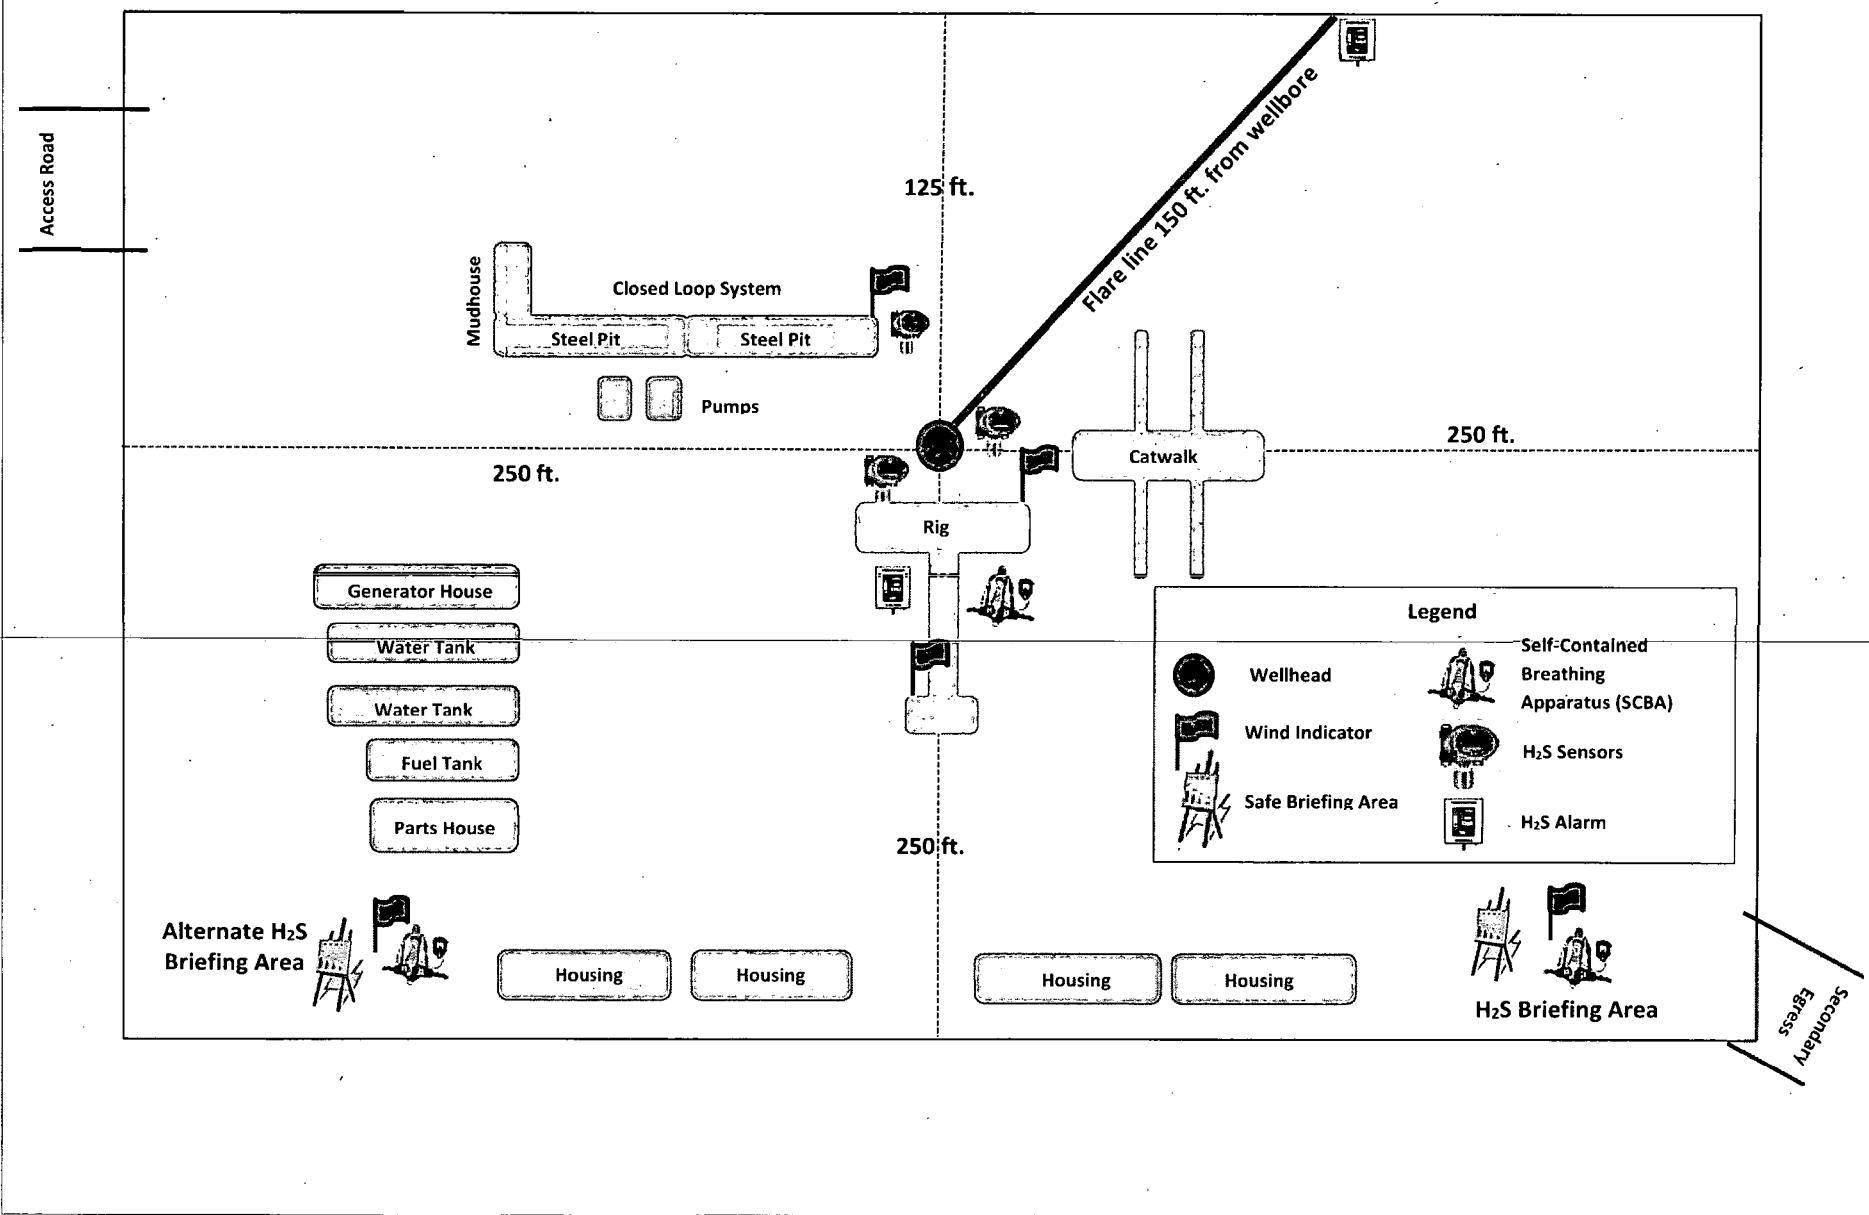 Access Road
125 ft.
Flare line 150 ft. from wellbore
Mudhouse
Closed Loop System
Steel Pit
Steel Pit
Pumps
250 ft.
250 ft.
Catwalk
Rig
Generator House
Water Tank
Water Tank
Fuel Tank
Parts House
250 ft.
Legend
Wellhead
Wind Indicator
Safe Briefing Area
Self-Contained
Breathing
Apparatus (SCBA)
H2S Sensors
H2S Alarm
Alternate H2S
Briefing Area
Housing
Housing
Housing
Housing
H2S Briefing Area
Secondary
Egress